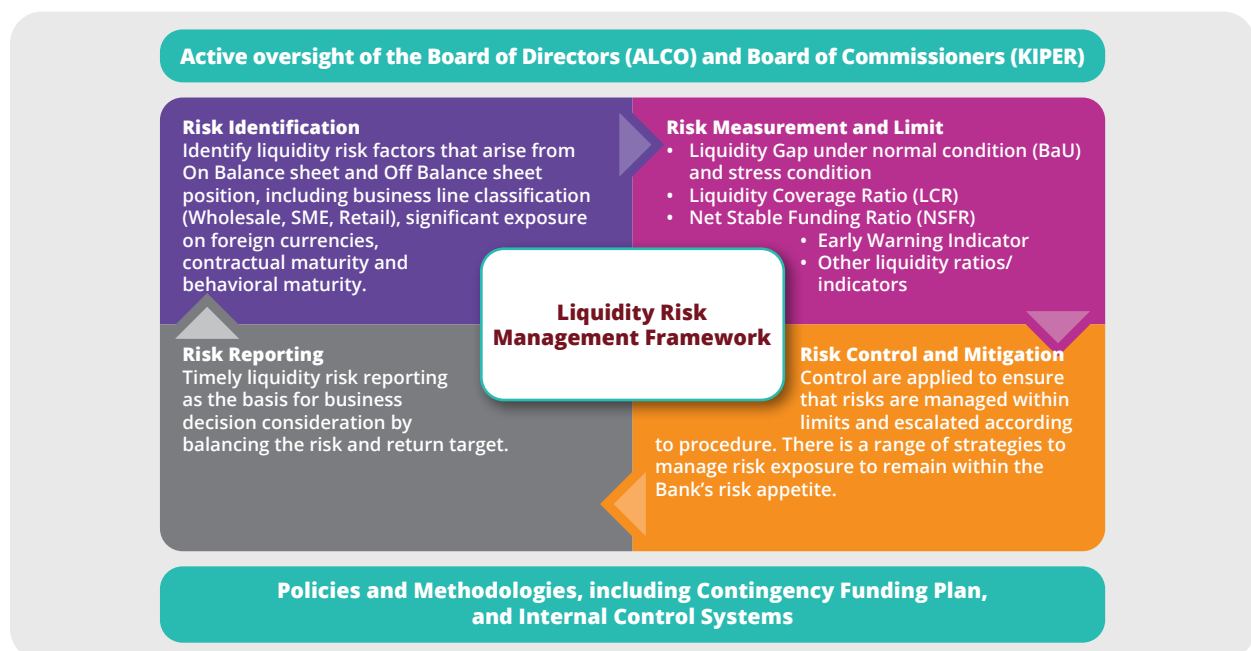 Active oversight of the Board of Directors (ALCO) and Board of Commissioners (KIPER)
Risk Identification
Identify liquidity risk factors that arise from
On Balance sheet and Off Balance sheet
position, including business line classification
(Wholesale, SME, Retail), significant exposure
on foreign currencies,
contractual maturity and
behavioral maturity.
Risk Measurement and Limit
• Liquidity Gap under normal condition (BaU)
and stress condition
• Liquidity Coverage Ratio (LCR)
• Net Stable Funding Ratio (NSFR)
• Early Warning Indicator
• Other liquidity ratios/
indicators
Liquidity Risk
Management Framework
Risk Reporting
Timely liquidity risk reporting
as the basis for business
decision consideration by
balancing the risk and return target.
Risk Control and Mitigation
Control are applied to ensure
that risks are managed within
limits and escalated according
to procedure. There is a range of strategies to
manage risk exposure to remain within the
Bank’s risk appetite.
Policies and Methodologies, including Contingency Funding Plan,
and Internal Control Systems